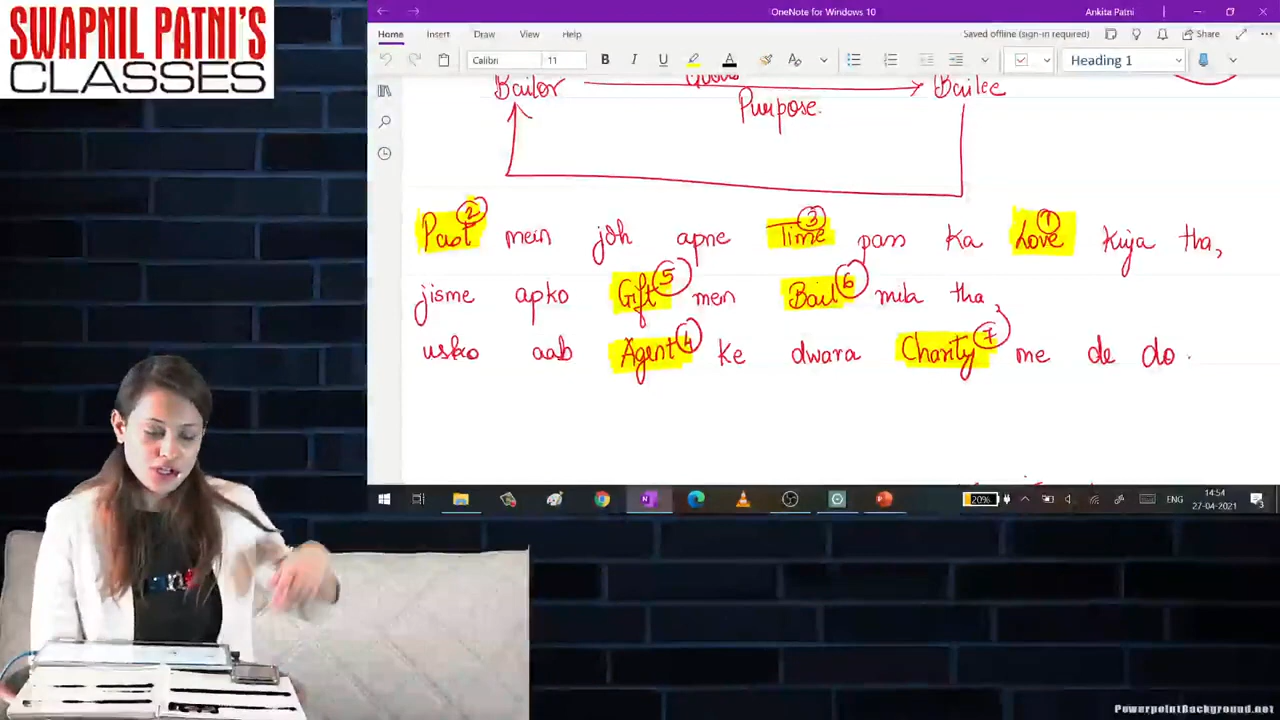 SWAPNIL PATNI'S
CLASSES
OneNote for Windows 10
Ankita Patni
Home Insert Draw View Help
Saved offline (sign-in required)
Share
Calibri 11 B I U A Heading 1
Goods
Bailor Bailee
Purpose.
Past 2 mein joh apne Time 3 pass ka Love 1 kiya tha,
jisme apko Gift 5 mein Bail 6 mila tha,
usko aab Agent 4 ke dwara Charity 7 me de do.
20% ENG 14:54
27-04-2021
PowerpointBackground.net